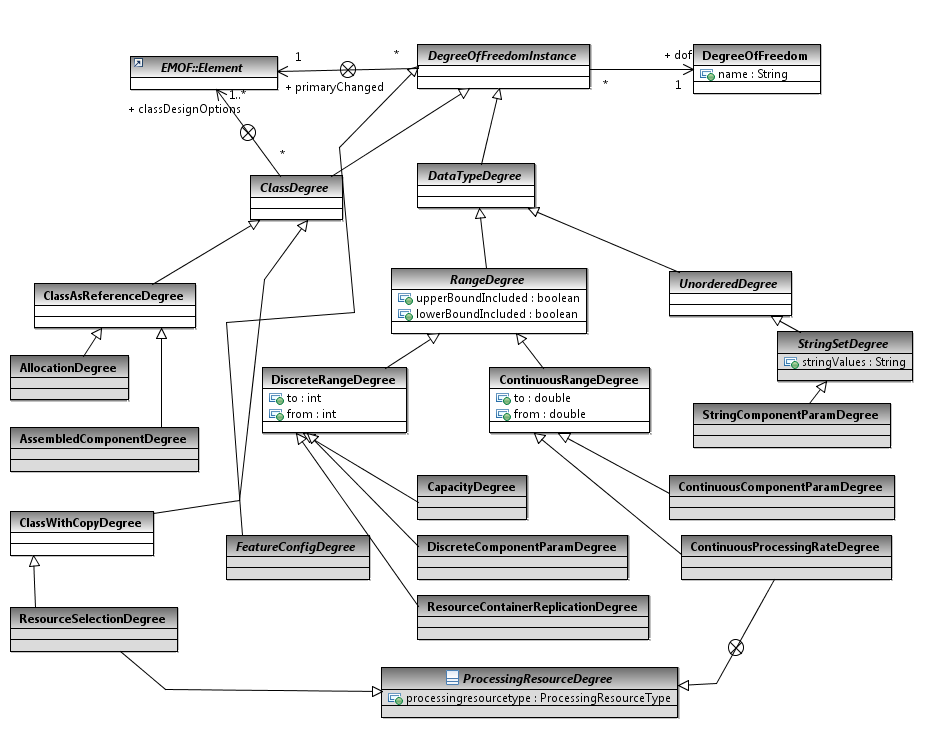 EMOF::Element
1
*
DegreeOfFreedomInstance
+ dof
DegreeOfFreedom
name : String
+ primaryChanged
*
1
1..*
+ classDesignOptions
*
ClassDegree
DataTypeDegree
ClassAsReferenceDegree
RangeDegree
upperBoundIncluded : boolean
lowerBoundIncluded : boolean
UnorderedDegree
StringSetDegree
stringValues : String
AllocationDegree
DiscreteRangeDegree
to : int
from : int
ContinuousRangeDegree
to : double
from : double
StringComponentParamDegree
AssembledComponentDegree
CapacityDegree
ContinuousComponentParamDegree
ClassWithCopyDegree
FeatureConfigDegree
DiscreteComponentParamDegree
ContinuousProcessingRateDegree
ResourceSelectionDegree
ResourceContainerReplicationDegree
ProcessingResourceDegree
processingresourcetype : ProcessingResourceType